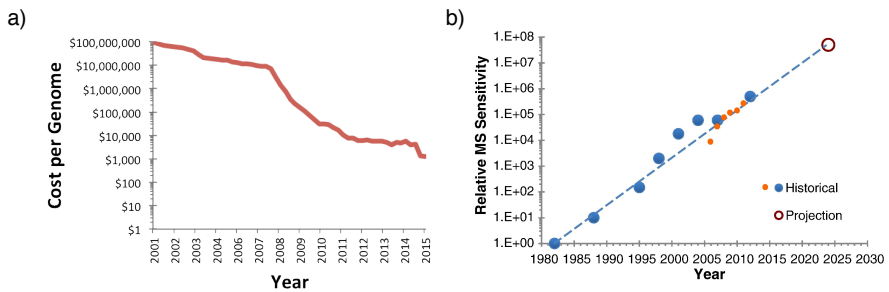 a)
$100,000,000
$10,000,000
$1,000,000
$100,000
$10,000
$1,000
$100
$10
$1
Cost per Genome
2001
2002
2003
2004
2005
2006
2007
2008
2009
2010
2011
2012
2013
2014
2015
Year
b)
1.E+08
1.E+07
1.E+06
1.E+05
1.E+04
1.E+03
1.E+02
1.E+01
1.E+00
Relative MS Sensitivity
Historical
Projection
1980 1985 1990 1995 2000 2005 2010 2015 2020 2025 2030
Year